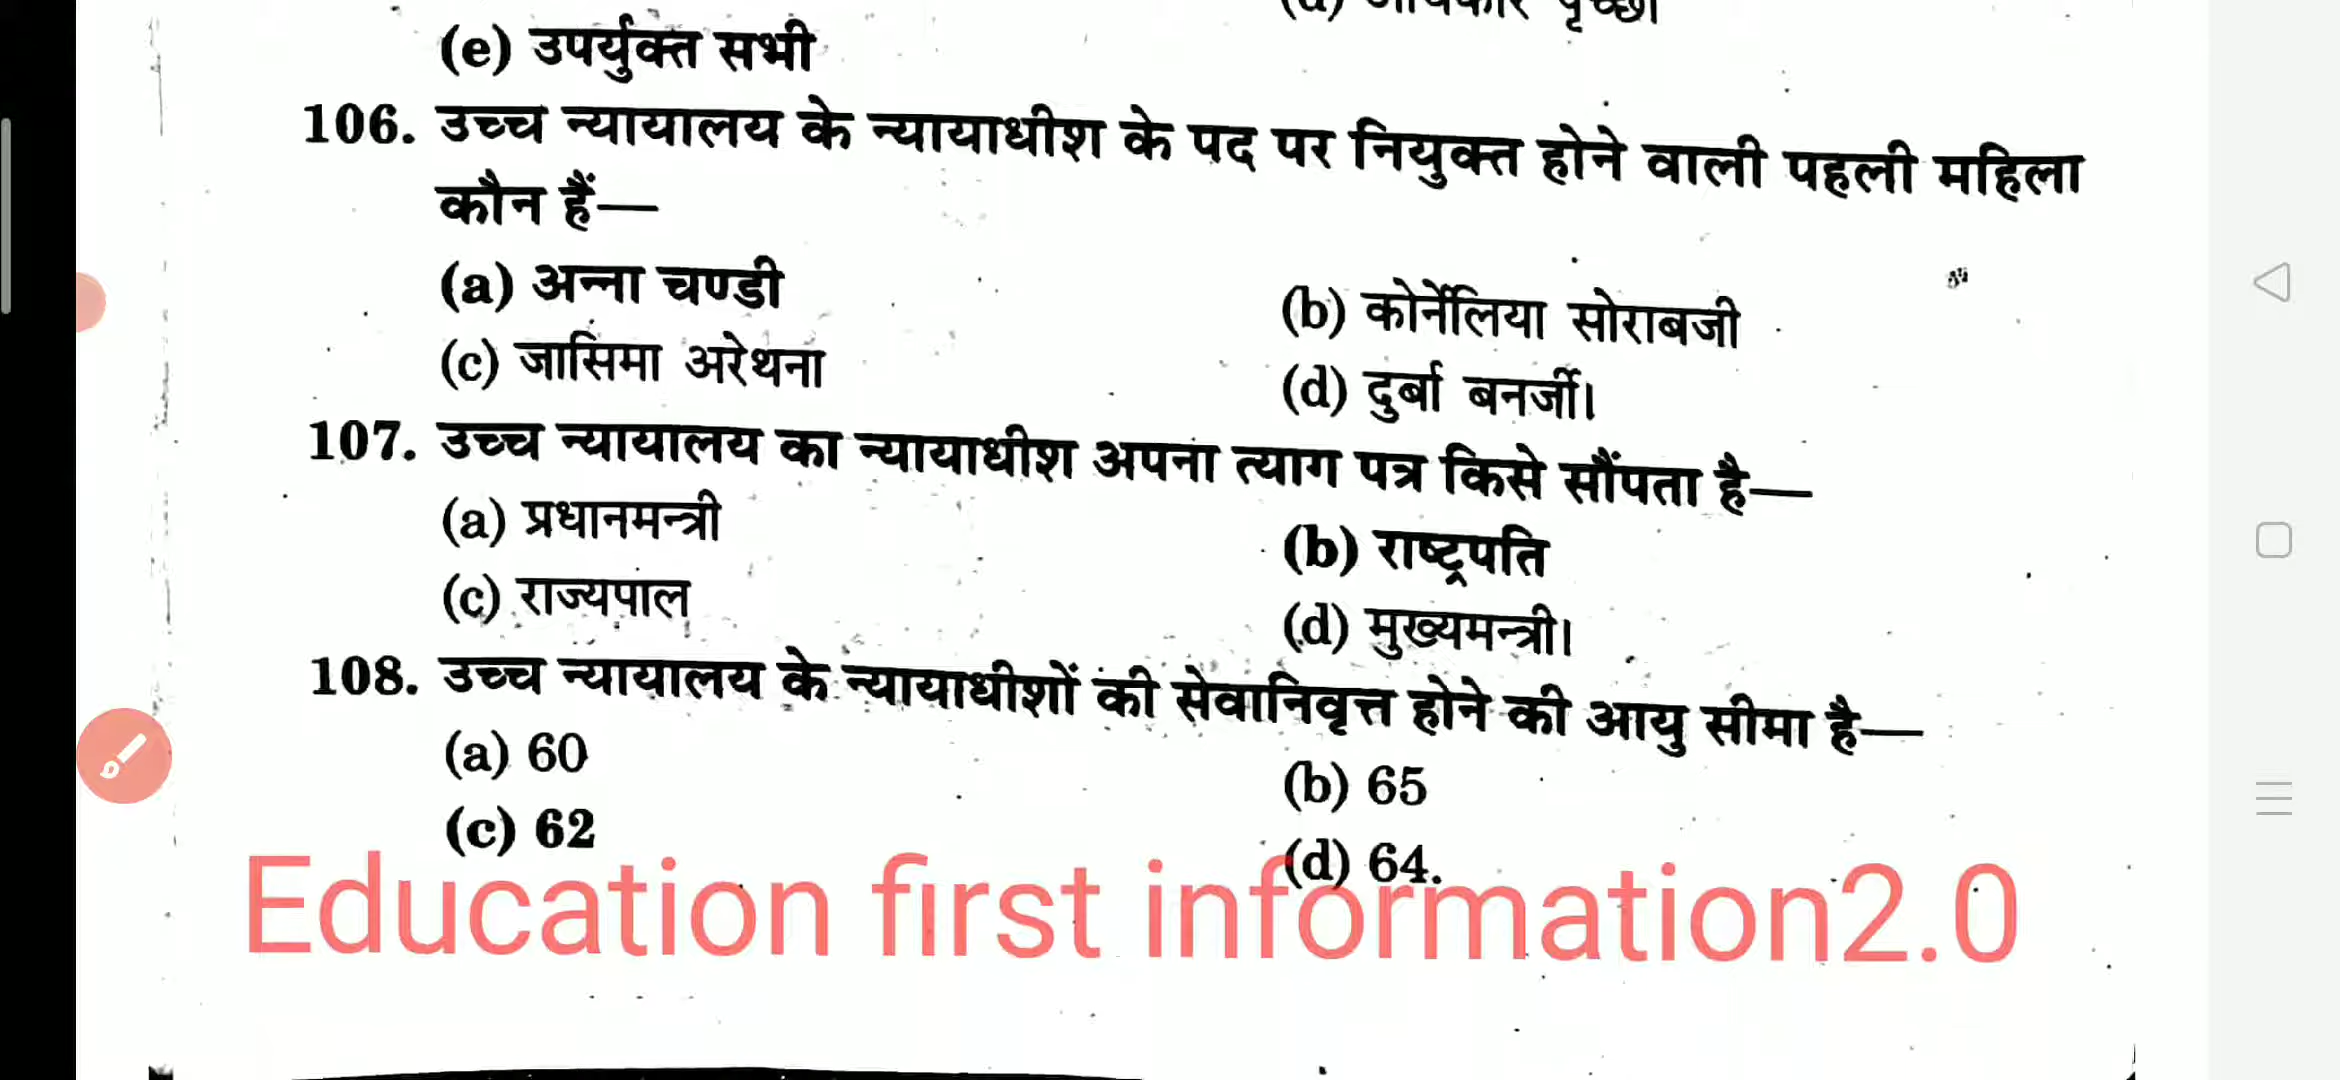 (e) उपर्युक्त सभी
106. उच्च न्यायालय के न्यायाधीश के पद पर नियुक्त होने वाली पहली महिला
कौन हैं—
(a) अन्ना चण्डी
(b) कोर्नेलिया सोराबजी
(c) जासिमा अरेथना
(d) दुर्बा बनर्जी।
107. उच्च न्यायालय का न्यायाधीश अपना त्याग पत्र किसे सौंपता है—
(a) प्रधानमन्त्री
(b) राष्ट्रपति
(c) राज्यपाल
(d) मुख्यमन्त्री।
108. उच्च न्यायालय के न्यायाधीशों की सेवानिवृत्त होने की आयु सीमा है—
(a) 60
(b) 65
(c) 62
(d) 64.
Education first information2.0